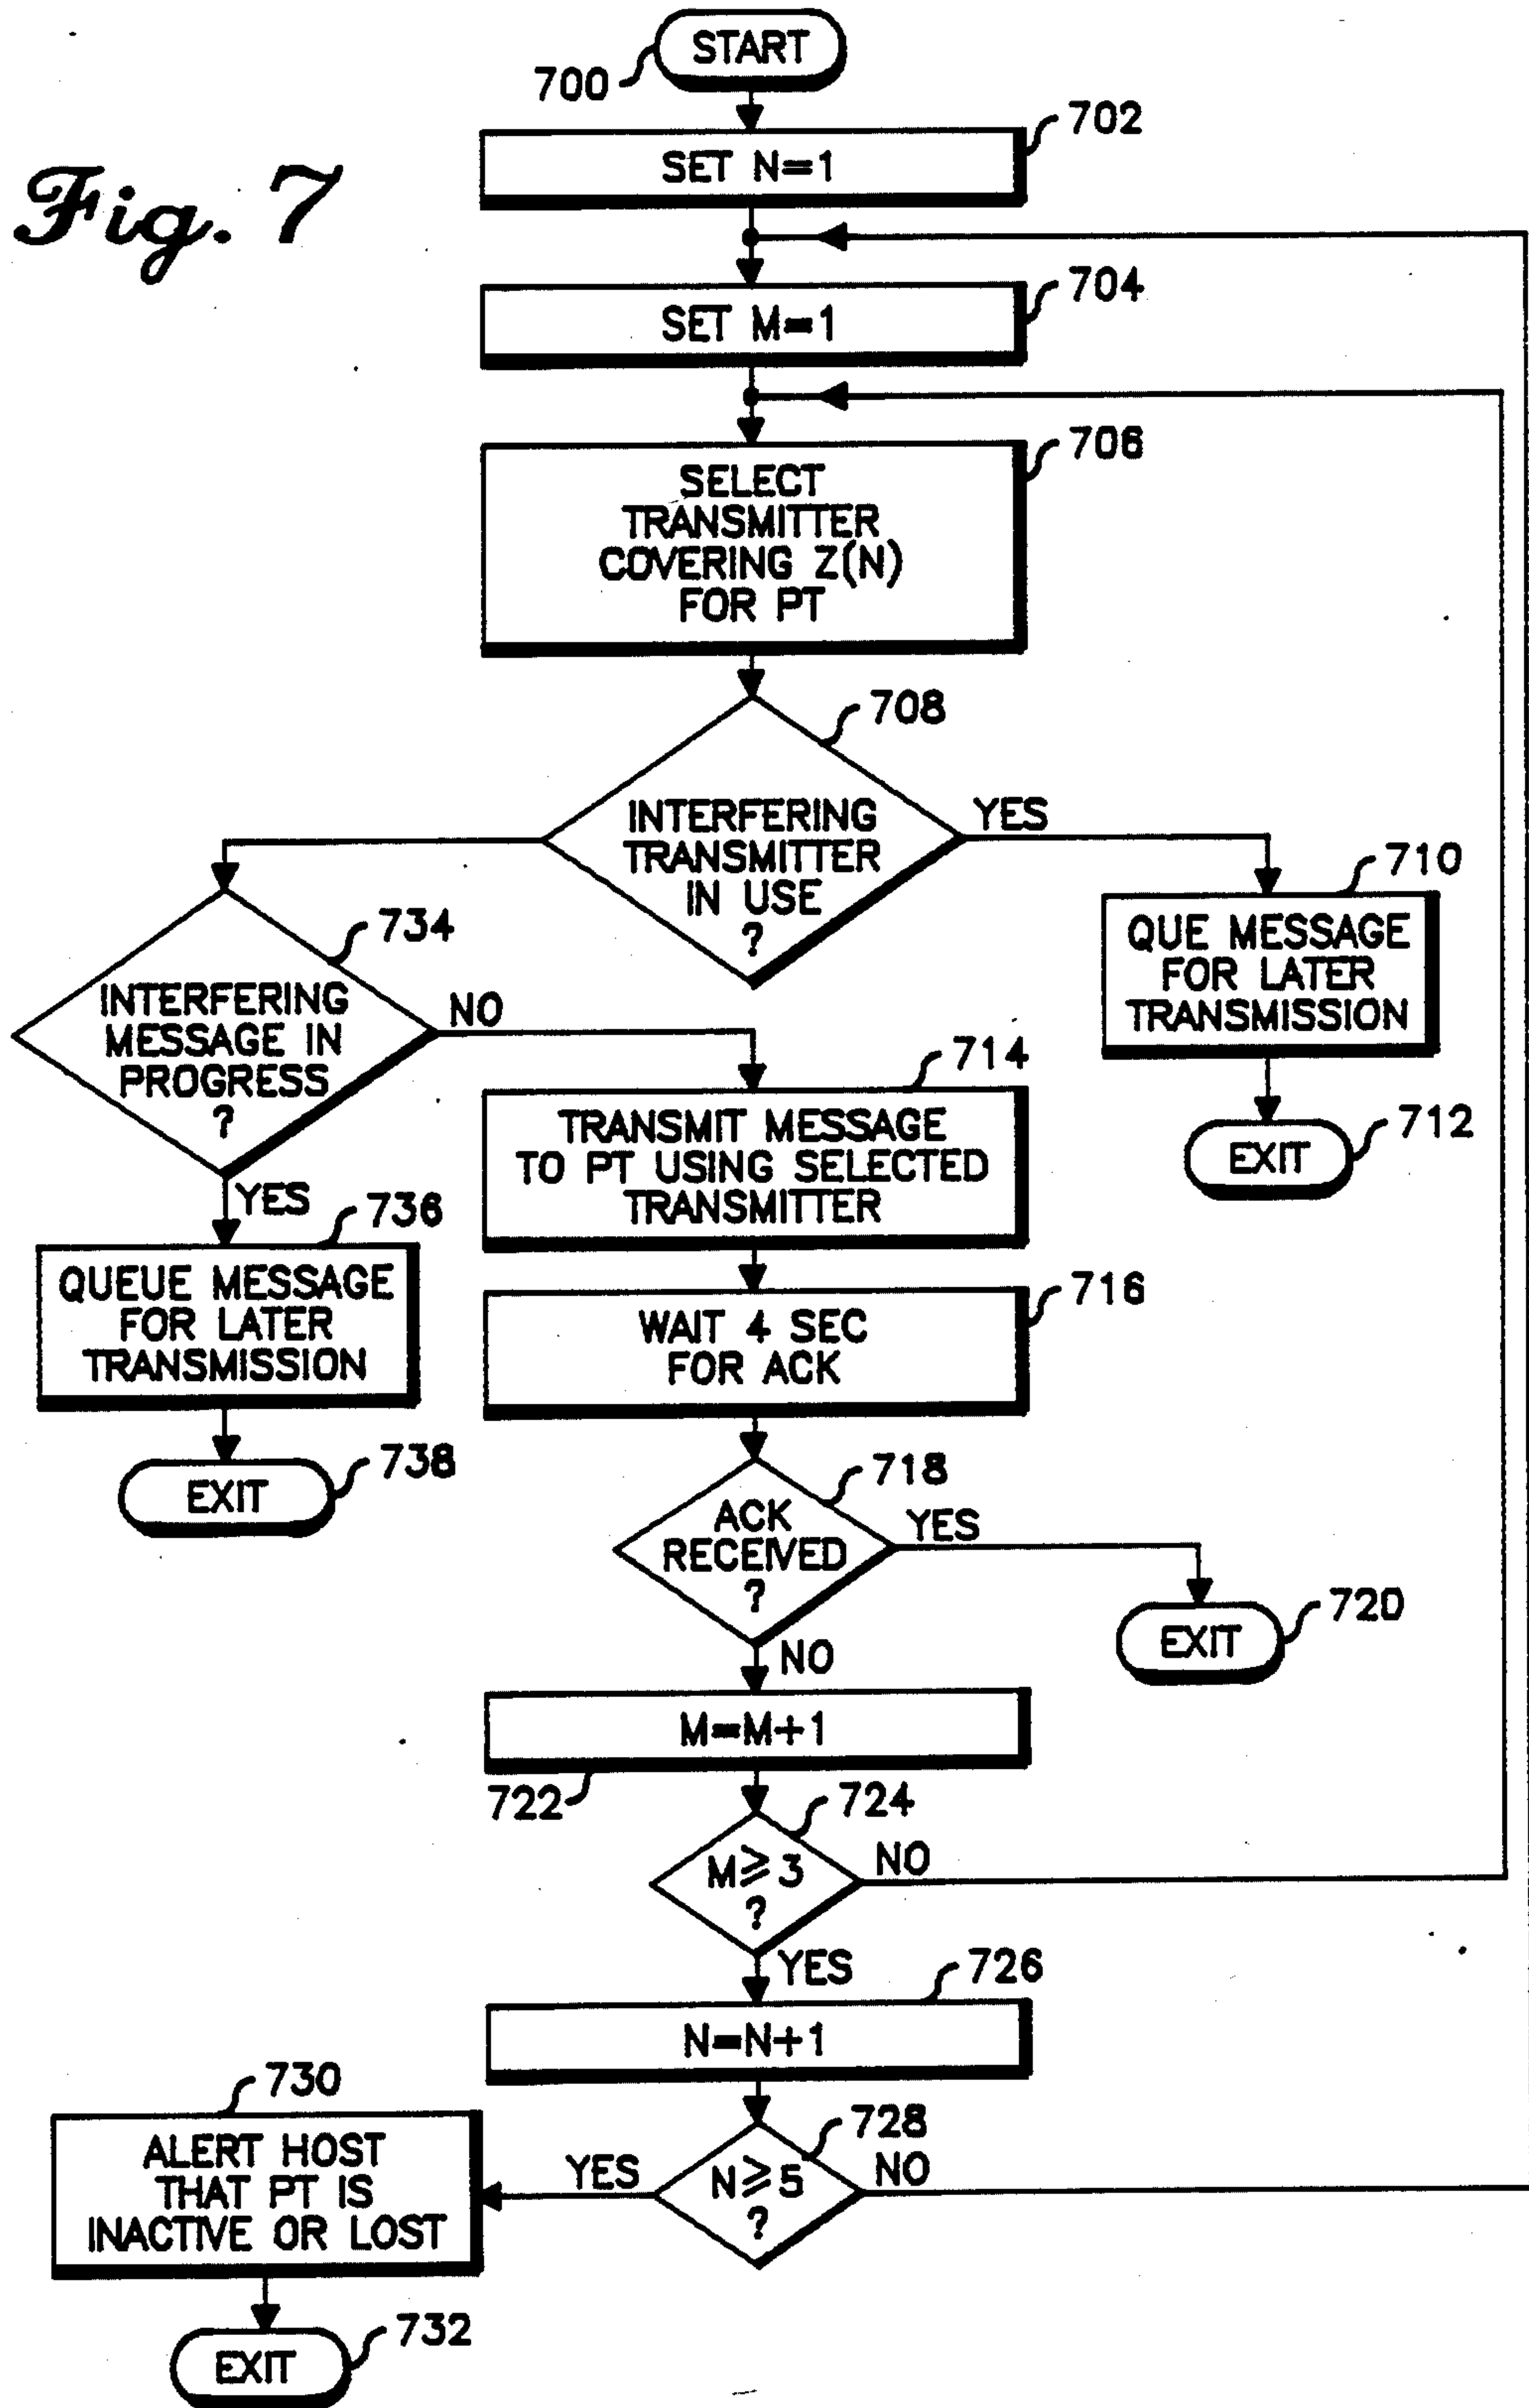 Fig. 7
START
700
702
SET N=1
704
SET M=1
706
SELECT
TRANSMITTER
COVERING Z(N)
FOR PT
708
INTERFERING
TRANSMITTER
IN USE
?
YES
710
QUE MESSAGE
FOR LATER
TRANSMISSION
712
EXIT
734
INTERFERING
MESSAGE IN
PROGRESS
?
NO
YES
736
QUEUE MESSAGE
FOR LATER
TRANSMISSION
738
EXIT
714
TRANSMIT MESSAGE
TO PT USING SELECTED
TRANSMITTER
716
WAIT 4 SEC
FOR ACK
718
ACK
RECEIVED
?
YES
720
EXIT
NO
M=M+1
722
724
M≥3
?
NO
YES
726
N=N+1
728
N≥5
?
NO
YES
730
ALERT HOST
THAT PT IS
INACTIVE OR LOST
732
EXIT